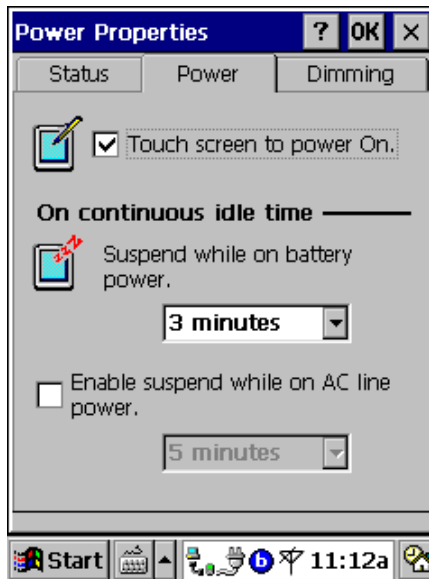 Power Properties ? OK ×
Status Power Dimming
Touch screen to power On.
On continuous idle time
zzz
Suspend while on battery
power.
3 minutes
Enable suspend while on AC line
power.
5 minutes
Start b 11:12a